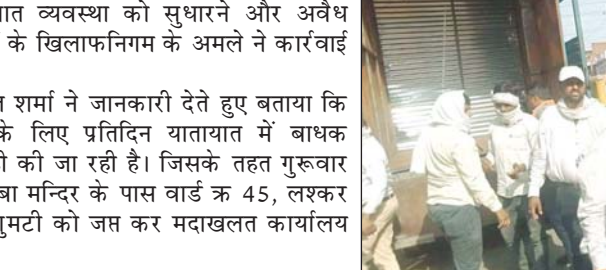 यात व्यवस्था को सुधारने और अवैध
के खिलाफनिगम के अमले ने कार्रवाई
शर्मा ने जानकारी देते हुए बताया कि
के लिए प्रतिदिन यातायात में बाधक
की जा रही है। जिसके तहत गुरूवार
बा मन्दिर के पास वार्ड क्र 45, लश्कर
गुमटी को जप्त कर मदाखलत कार्यालय